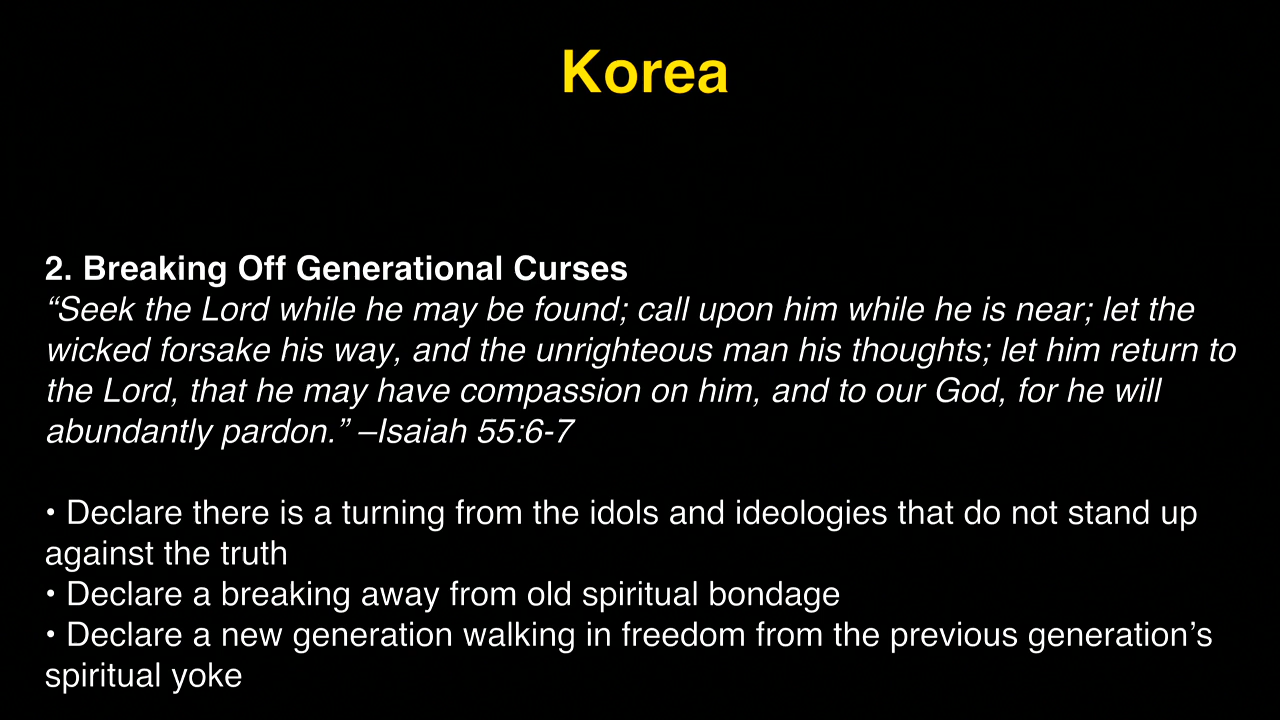 Korea
2. Breaking Off Generational Curses
“Seek the Lord while he may be found; call upon him while he is near; let the
wicked forsake his way, and the unrighteous man his thoughts; let him return to
the Lord, that he may have compassion on him, and to our God, for he will
abundantly pardon.” –Isaiah 55:6-7
• Declare there is a turning from the idols and ideologies that do not stand up
against the truth
• Declare a breaking away from old spiritual bondage
• Declare a new generation walking in freedom from the previous generation’s
spiritual yoke